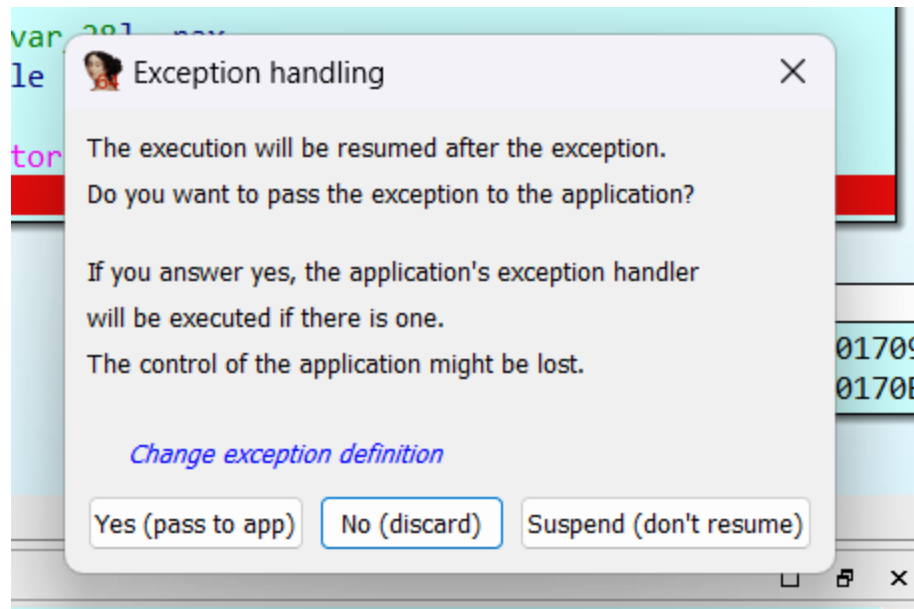 le
tor
Exception handling
The execution will be resumed after the exception.
Do you want to pass the exception to the application?
If you answer yes, the application's exception handler
will be executed if there is one.
The control of the application might be lost.
01709
0170
Change exception definition
Yes (pass to app)
No (discard)
Suspend (don't resume)